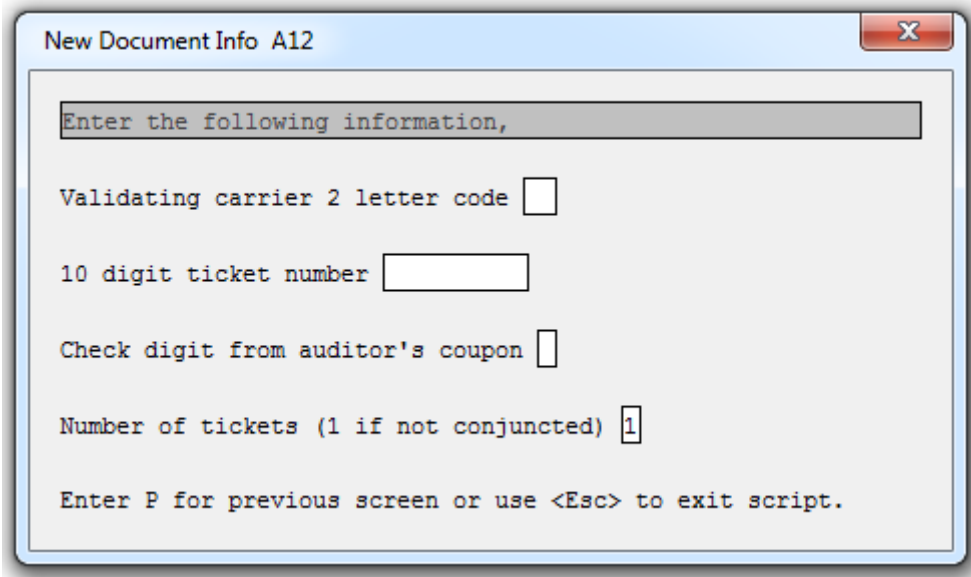 New Document Info A12
Enter the following information,
Validating carrier 2 letter code
10 digit ticket number
Check digit from auditor's coupon
Number of tickets (1 if not conjuncted) 1
Enter P for previous screen or use <Esc> to exit script.